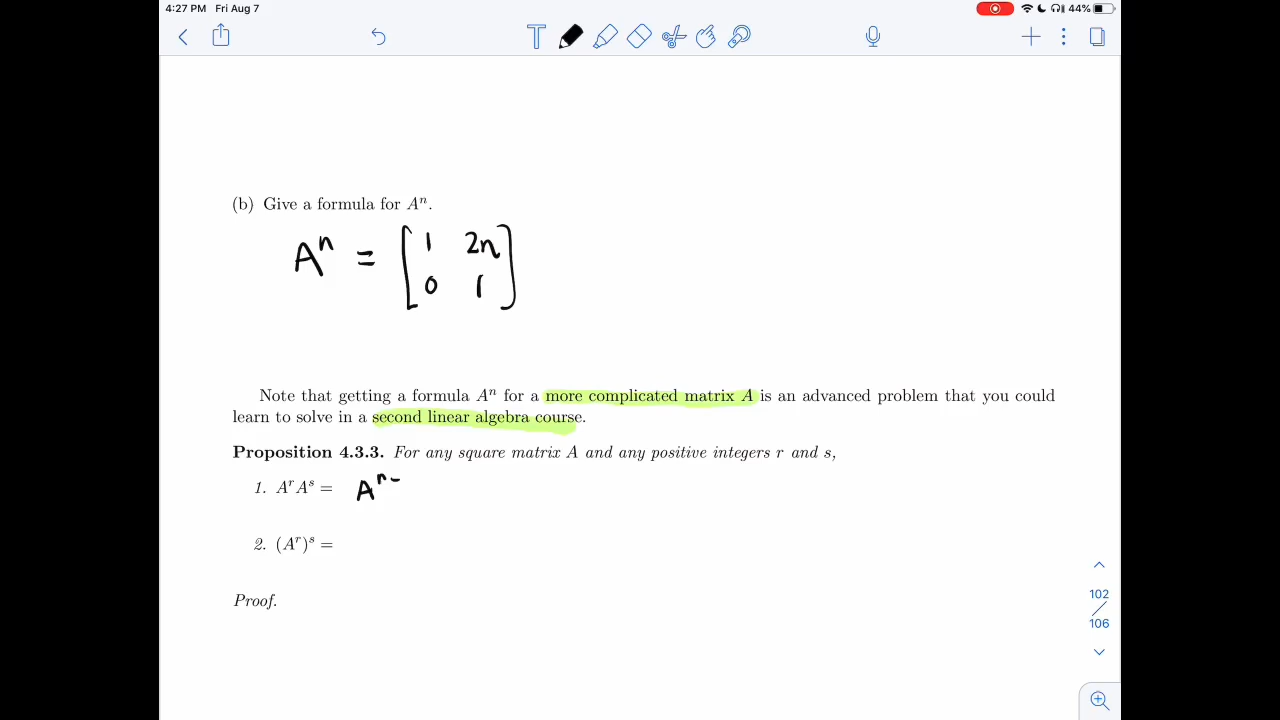 4:27 PM Fri Aug 7 44%
T
(b) Give a formula for Aⁿ.
Aⁿ = [1 2n
0 1]
Note that getting a formula Aⁿ for a more complicated matrix A is an advanced problem that you could
learn to solve in a second linear algebra course.
Proposition 4.3.3. For any square matrix A and any positive integers r and s,
1. AʳAˢ = Aⁿ⁻
2. (Aʳ)ˢ =
Proof.
102
106